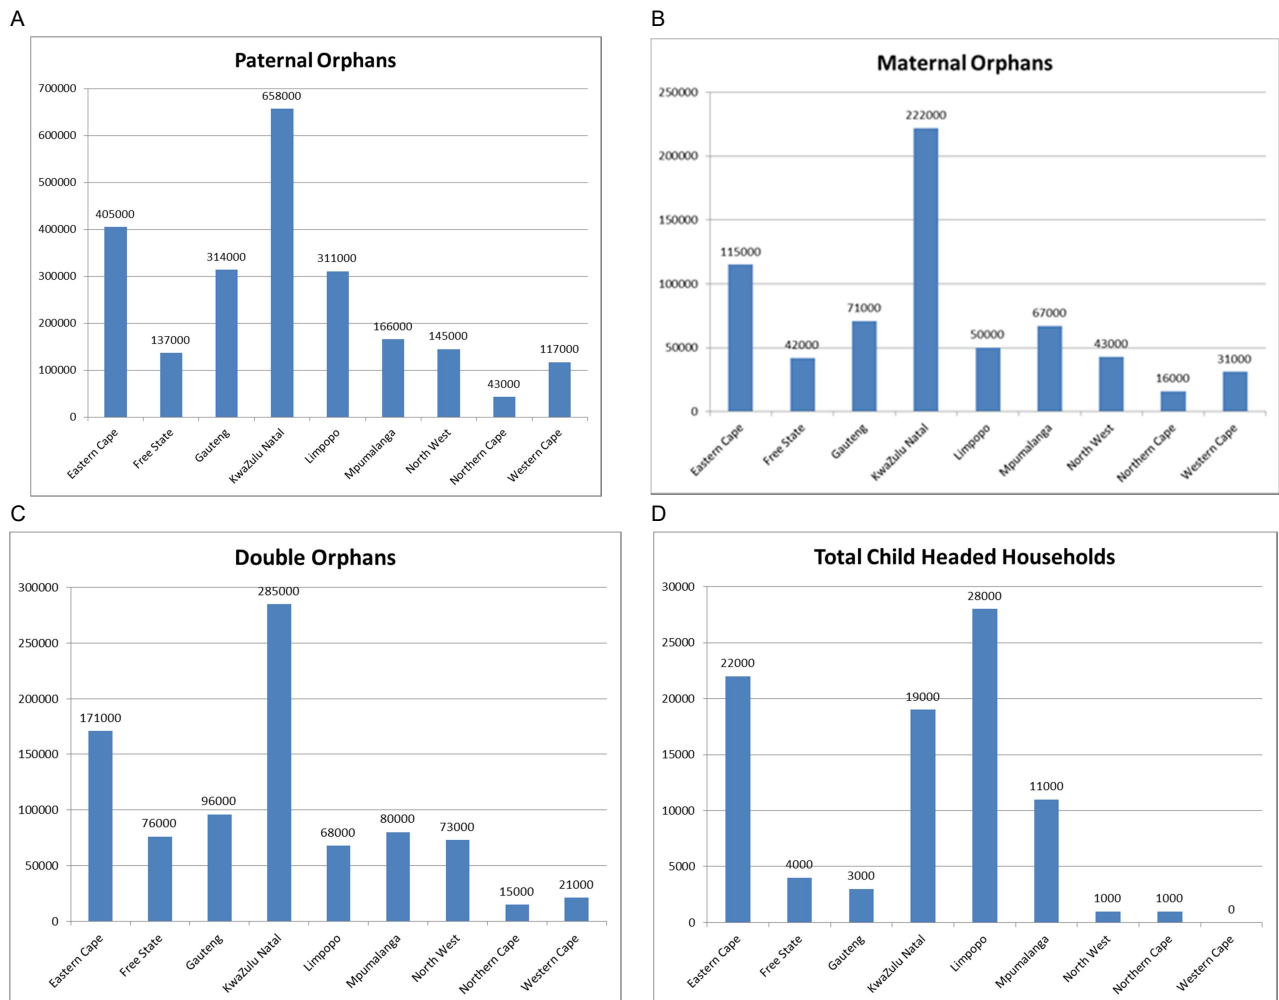 A
Paternal Orphans
700000
600000
500000
400000
300000
200000
100000
0
405000
137000
314000
658000
311000
166000
145000
43000
117000
Eastern Cape
Free State
Gauteng
KwaZulu Natal
Limpopo
Mpumalanga
North West
Northern Cape
Western Cape
B
Maternal Orphans
250000
200000
150000
100000
50000
0
115000
42000
71000
222000
50000
67000
43000
16000
31000
Eastern Cape
Free State
Gauteng
KwaZulu Natal
Limpopo
Mpumalanga
North West
Northern Cape
Western Cape
C
Double Orphans
300000
250000
200000
150000
100000
50000
0
171000
76000
96000
285000
68000
80000
73000
15000
21000
Eastern Cape
Free State
Gauteng
KwaZulu Natal
Limpopo
Mpumalanga
North West
Northern Cape
Western Cape
D
Total Child Headed Households
30000
25000
20000
15000
10000
5000
0
22000
4000
3000
19000
28000
11000
1000
1000
0
Eastern Cape
Free State
Gauteng
KwaZulu Natal
Limpopo
Mpumalanga
North West
Northern Cape
Western Cape